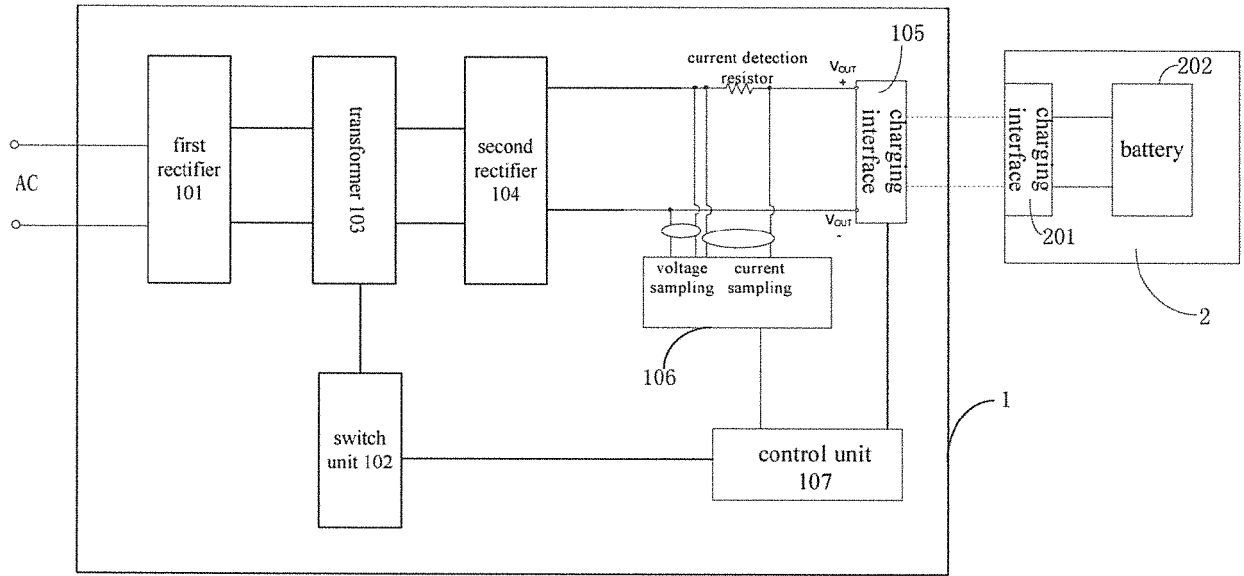 AC
first
rectifier
101
transformer 103
second
rectifier
104
current detection
resistor
VOUT
+
105
charging
interface
VOUT
-
voltage
sampling
current
sampling
106
switch
unit 102
control unit
107
1
charging
interface
201
202
battery
2